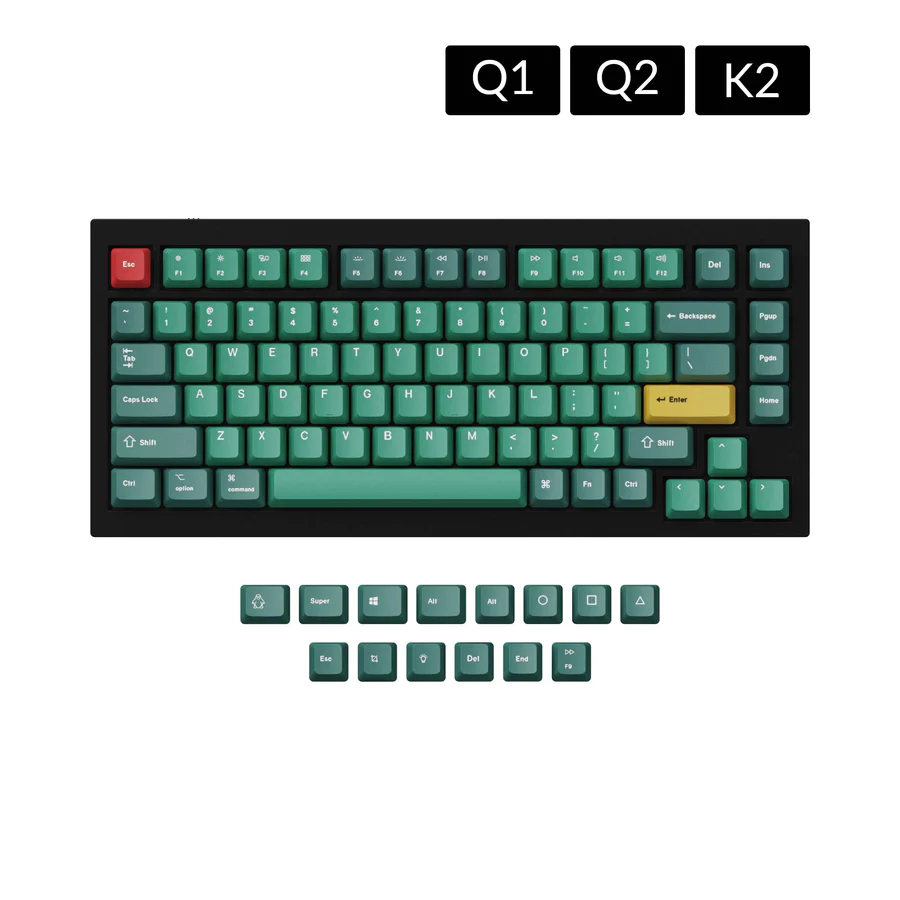 Q1 Q2 K2
Esc F1 F2 F3 F4 F5 F6 F7 F8 F9 F10 F11 F12 Del Ins
~ ! @ # $ % ^ & * ( ) - +
` 1 2 3 4 5 6 7 8 9 0 - = ← Backspace Pgup
Tab Q W E R T Y U I O P { } | Pgdn
[ ] \
Caps Lock A S D F G H J K L : " ← Enter Home
; '
Shift Z X C V B N M < > ? Shift ^
, . /
Ctrl ⌥ option ⌘ command ⌘ Fn Ctrl < ⌄ >
Super Alt Alt ○ □ △
Esc Del End F9